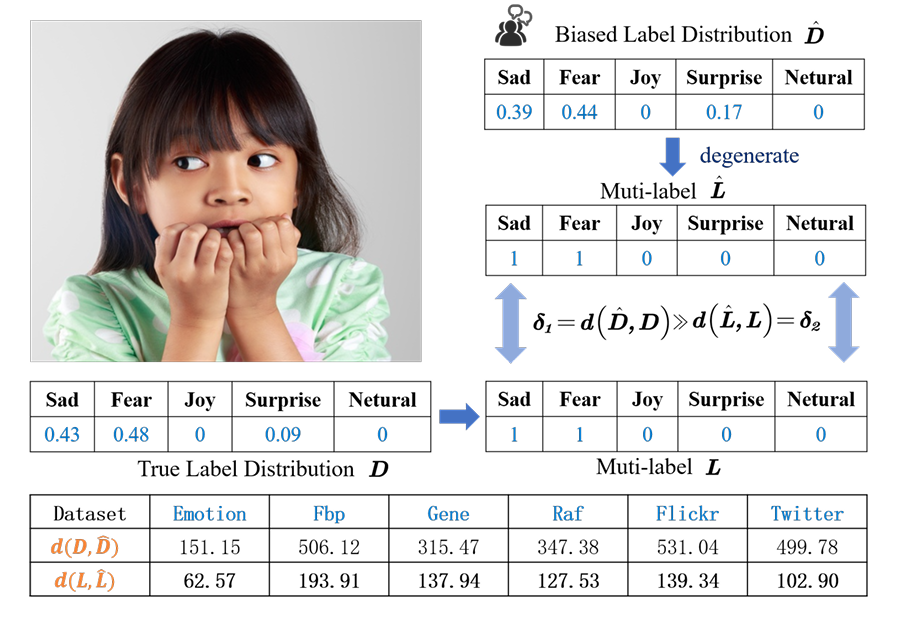 Biased Label Distribution D̂
Sad Fear Joy Surprise Netural
0.39 0.44 0 0.17 0
degenerate
Muti-label L̂
Sad Fear Joy Surprise Netural
1 1 0 0 0
δ₁ = d(D̂, D) ≫ d(L̂, L) = δ₂
Sad Fear Joy Surprise Netural
0.43 0.48 0 0.09 0
True Label Distribution D
Sad Fear Joy Surprise Netural
1 1 0 0 0
Muti-label L
Dataset Emotion Fbp Gene Raf Flickr Twitter
d(D, D̂) 151.15 506.12 315.47 347.38 531.04 499.78
d(L, L̂) 62.57 193.91 137.94 127.53 139.34 102.90